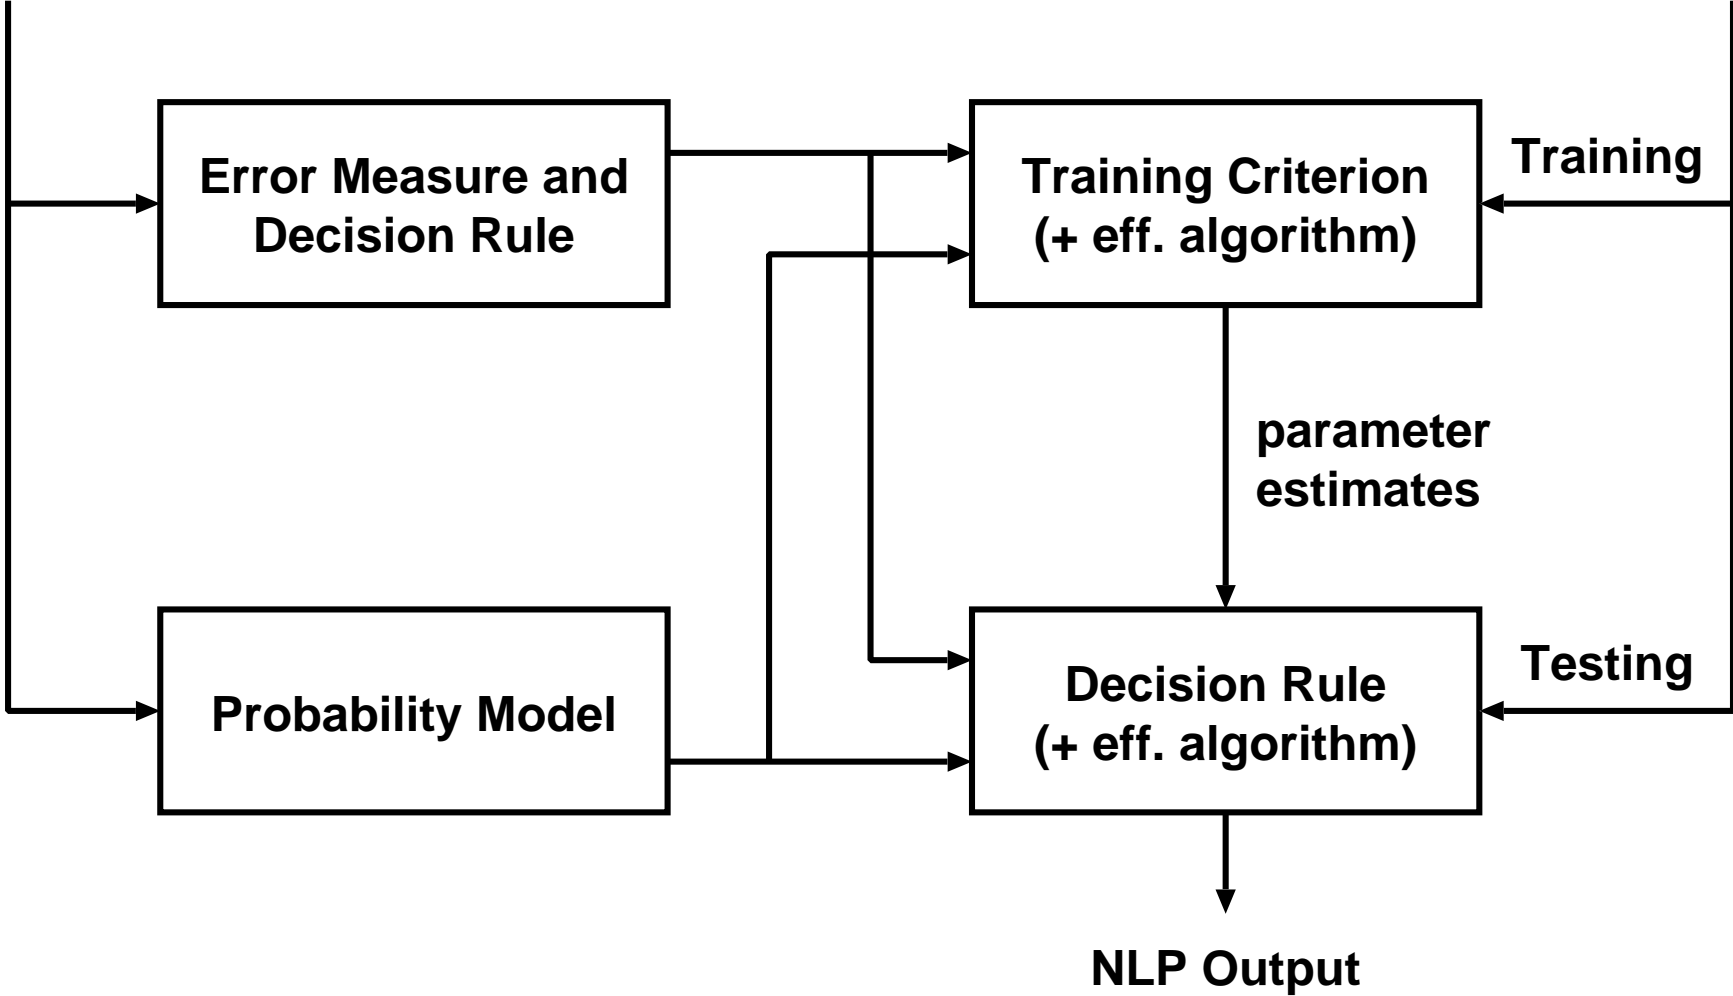 Error Measure and
Decision Rule
Training Criterion
(+ eff. algorithm)
Training
parameter
estimates
Probability Model
Decision Rule
(+ eff. algorithm)
Testing
NLP Output